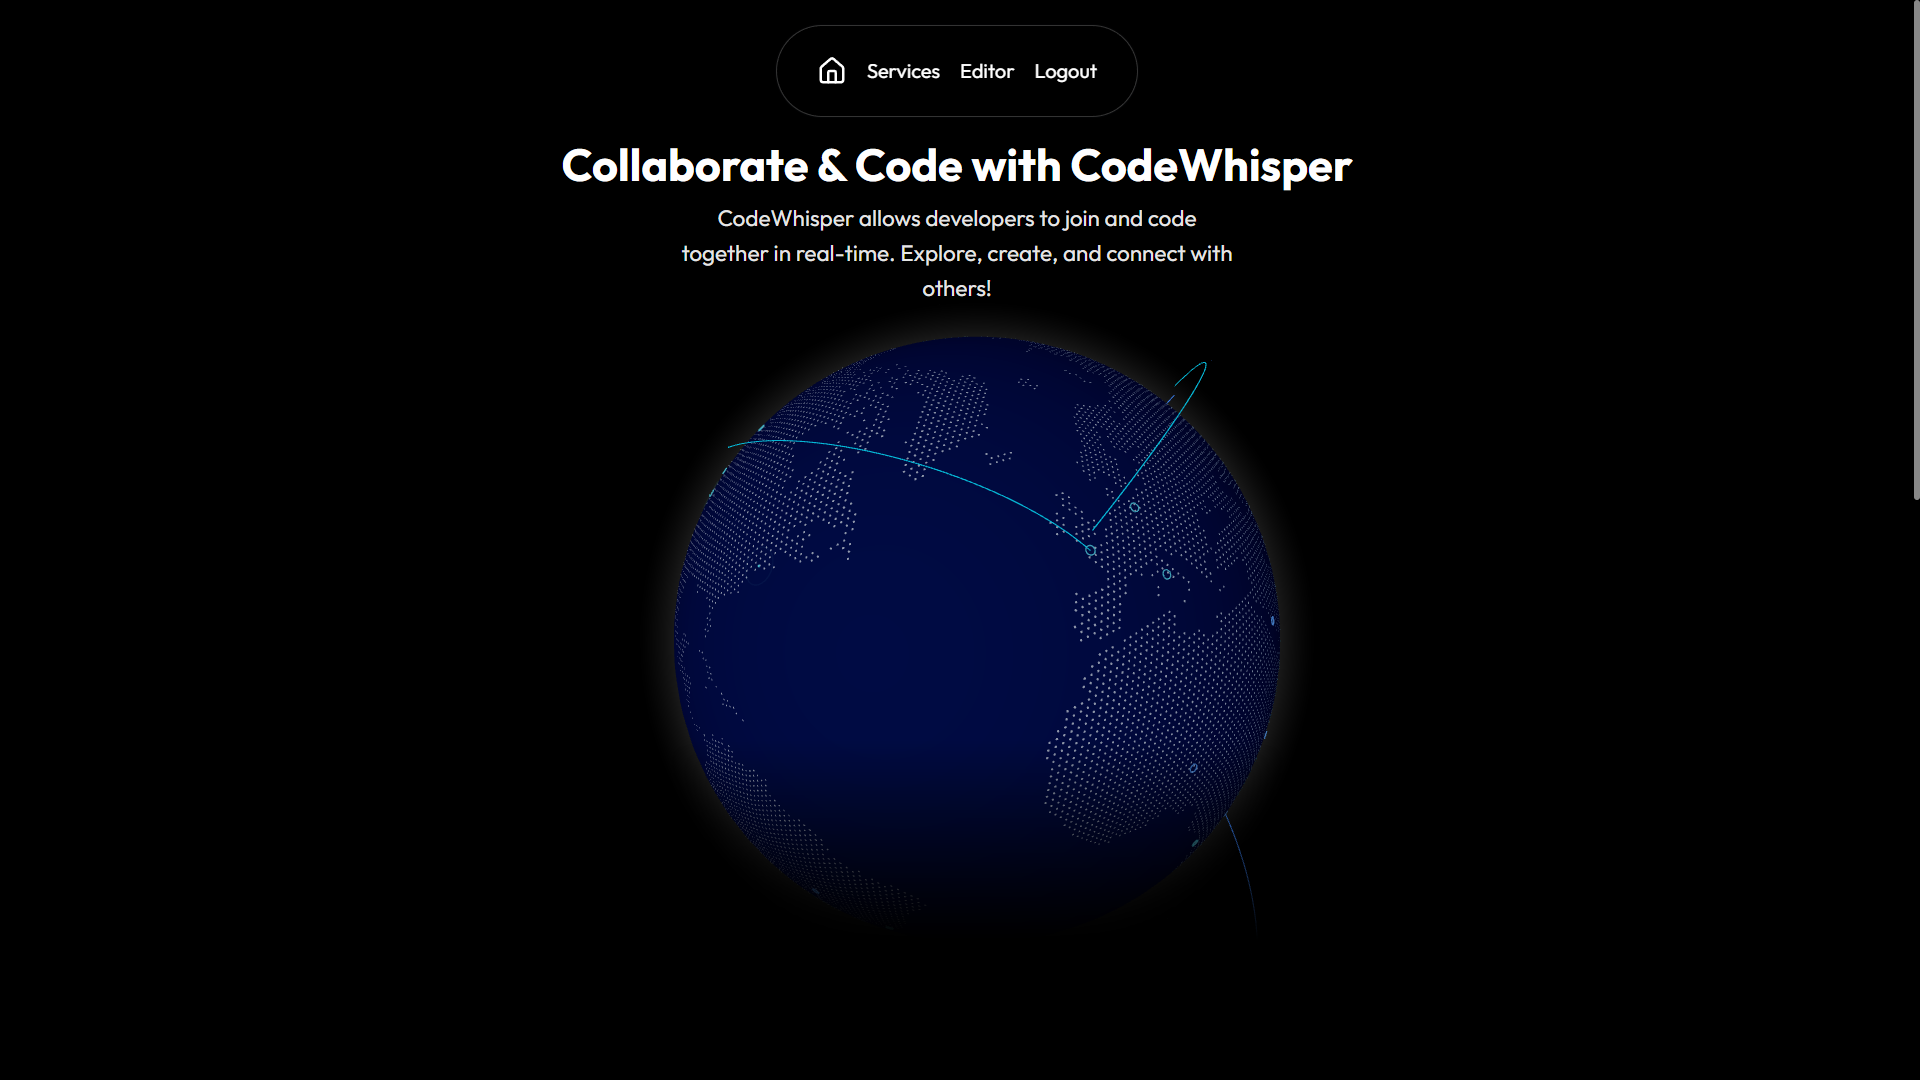 Services Editor Logout
Collaborate & Code with CodeWhisper
CodeWhisper allows developers to join and code
together in real-time. Explore, create, and connect with
others!